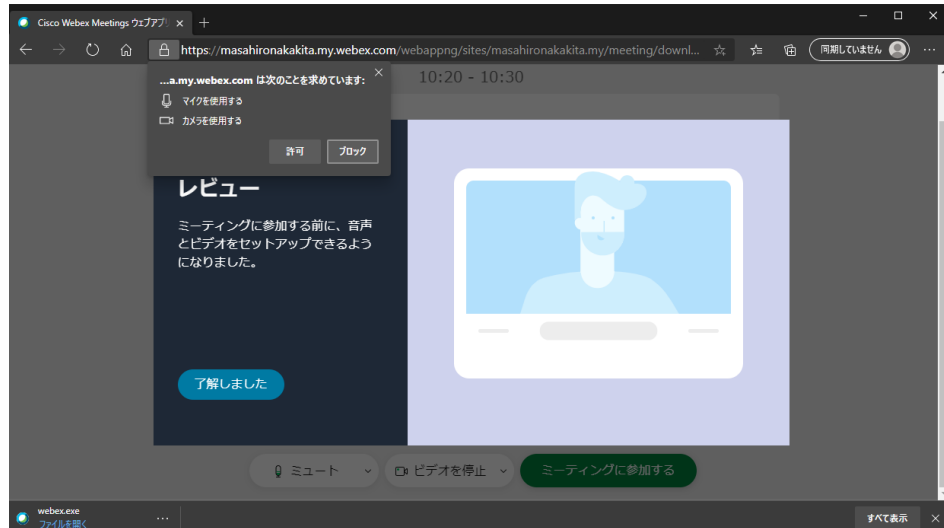 Cisco Webex Meetings ウェブアプリ
https://masahironakakita.my.webex.com/webappng/sites/masahironakakita.my/meeting/downl...
同期していません
10:20 - 10:30
...a.my.webex.com は次のことを求めています:
マイクを使用する
カメラを使用する
許可
ブロック
レビュー
ミーティングに参加する前に、音声
とビデオをセットアップできるよう
になりました。
了解しました
ミュート
ビデオを停止
ミーティングに参加する
webex.exe
ファイルを開く
すべて表示